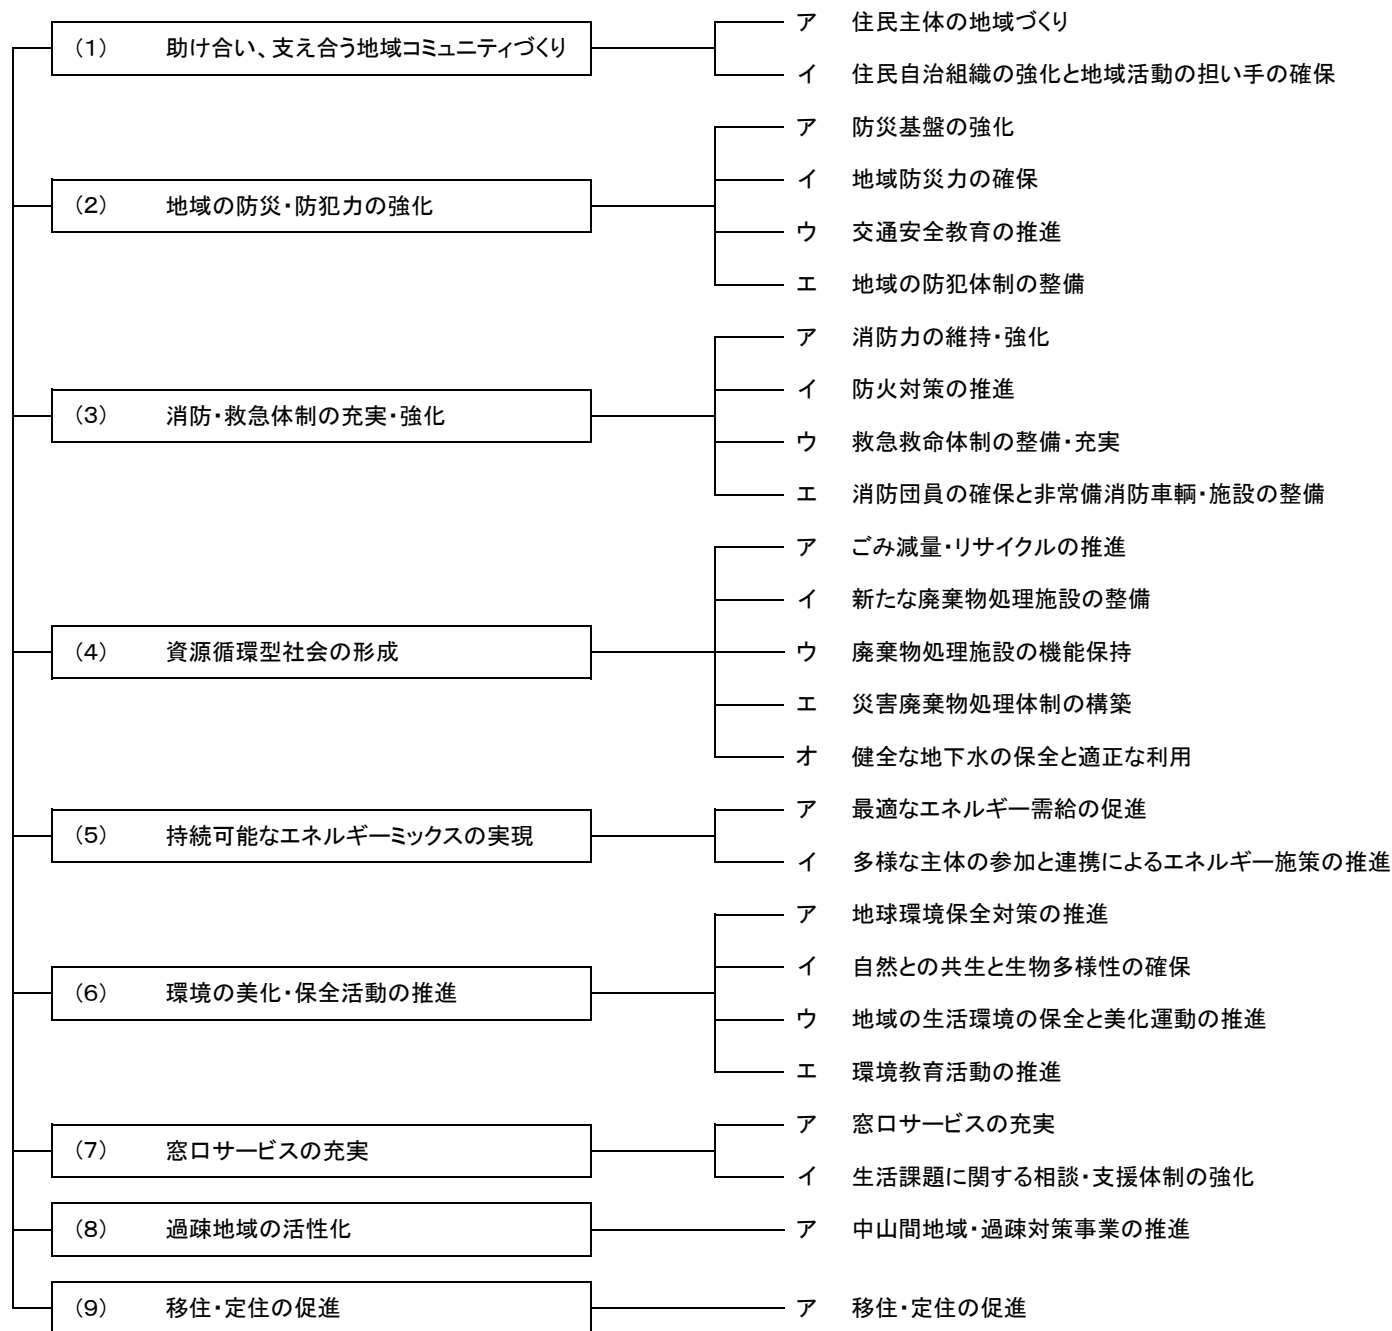 ア 住民主体の地域づくり
（1） 助け合い、支え合う地域コミュニティづくり
イ 住民自治組織の強化と地域活動の担い手の確保
ア 防災基盤の強化
イ 地域防災力の確保
（2） 地域の防災・防犯力の強化
ウ 交通安全教育の推進
エ 地域の防犯体制の整備
ア 消防力の維持・強化
イ 防火対策の推進
（3） 消防・救急体制の充実・強化
ウ 救急救命体制の整備・充実
エ 消防団員の確保と非常備消防車輌・施設の整備
ア ごみ減量・リサイクルの推進
イ 新たな廃棄物処理施設の整備
（4） 資源循環型社会の形成
ウ 廃棄物処理施設の機能保持
エ 災害廃棄物処理体制の構築
オ 健全な地下水の保全と適正な利用
ア 最適なエネルギー需給の促進
（5） 持続可能なエネルギーミックスの実現
イ 多様な主体の参加と連携によるエネルギー施策の推進
ア 地球環境保全対策の推進
イ 自然との共生と生物多様性の確保
（6） 環境の美化・保全活動の推進
ウ 地域の生活環境の保全と美化運動の推進
エ 環境教育活動の推進
ア 窓口サービスの充実
（7） 窓口サービスの充実
イ 生活課題に関する相談・支援体制の強化
（8） 過疎地域の活性化
ア 中山間地域・過疎対策事業の推進
（9） 移住・定住の促進
ア 移住・定住の促進